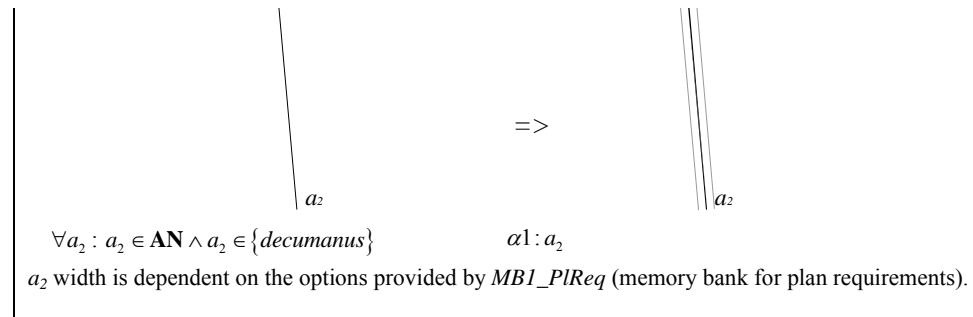 =>
a₂ a₂
∀a₂ : a₂ ∈ AN ∧ a₂ ∈ {decumanus} α1 : a₂
a₂ width is dependent on the options provided by MB1_PlReq (memory bank for plan requirements).